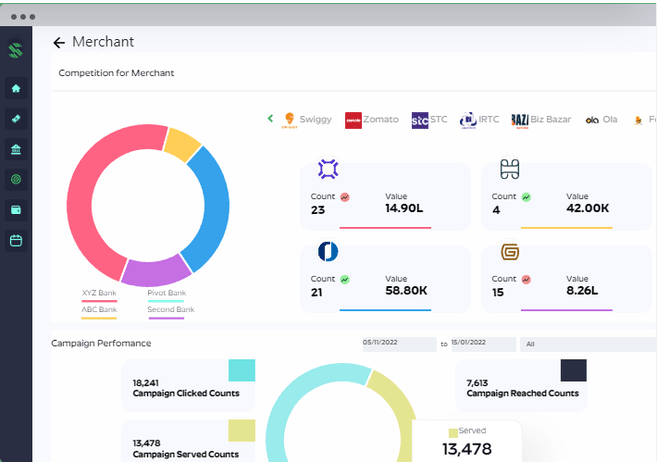 Merchant
Competition for Merchant
Swiggy
Zomato
STC
IRTC
Biz Bazar
Ola
Count
23
Value
14.90L
Count
4
Value
42.00K
Count
21
Value
58.80K
Count
15
Value
8.26L
XYZ Bank
Pivot Bank
ABC Bank
Second Bank
Campaign Perfomance
05/11/2022 to 15/01/2022 All
18,241
Campaign Clicked Counts
7,613
Campaign Reached Counts
13,478
Campaign Served Counts
Served
13,478